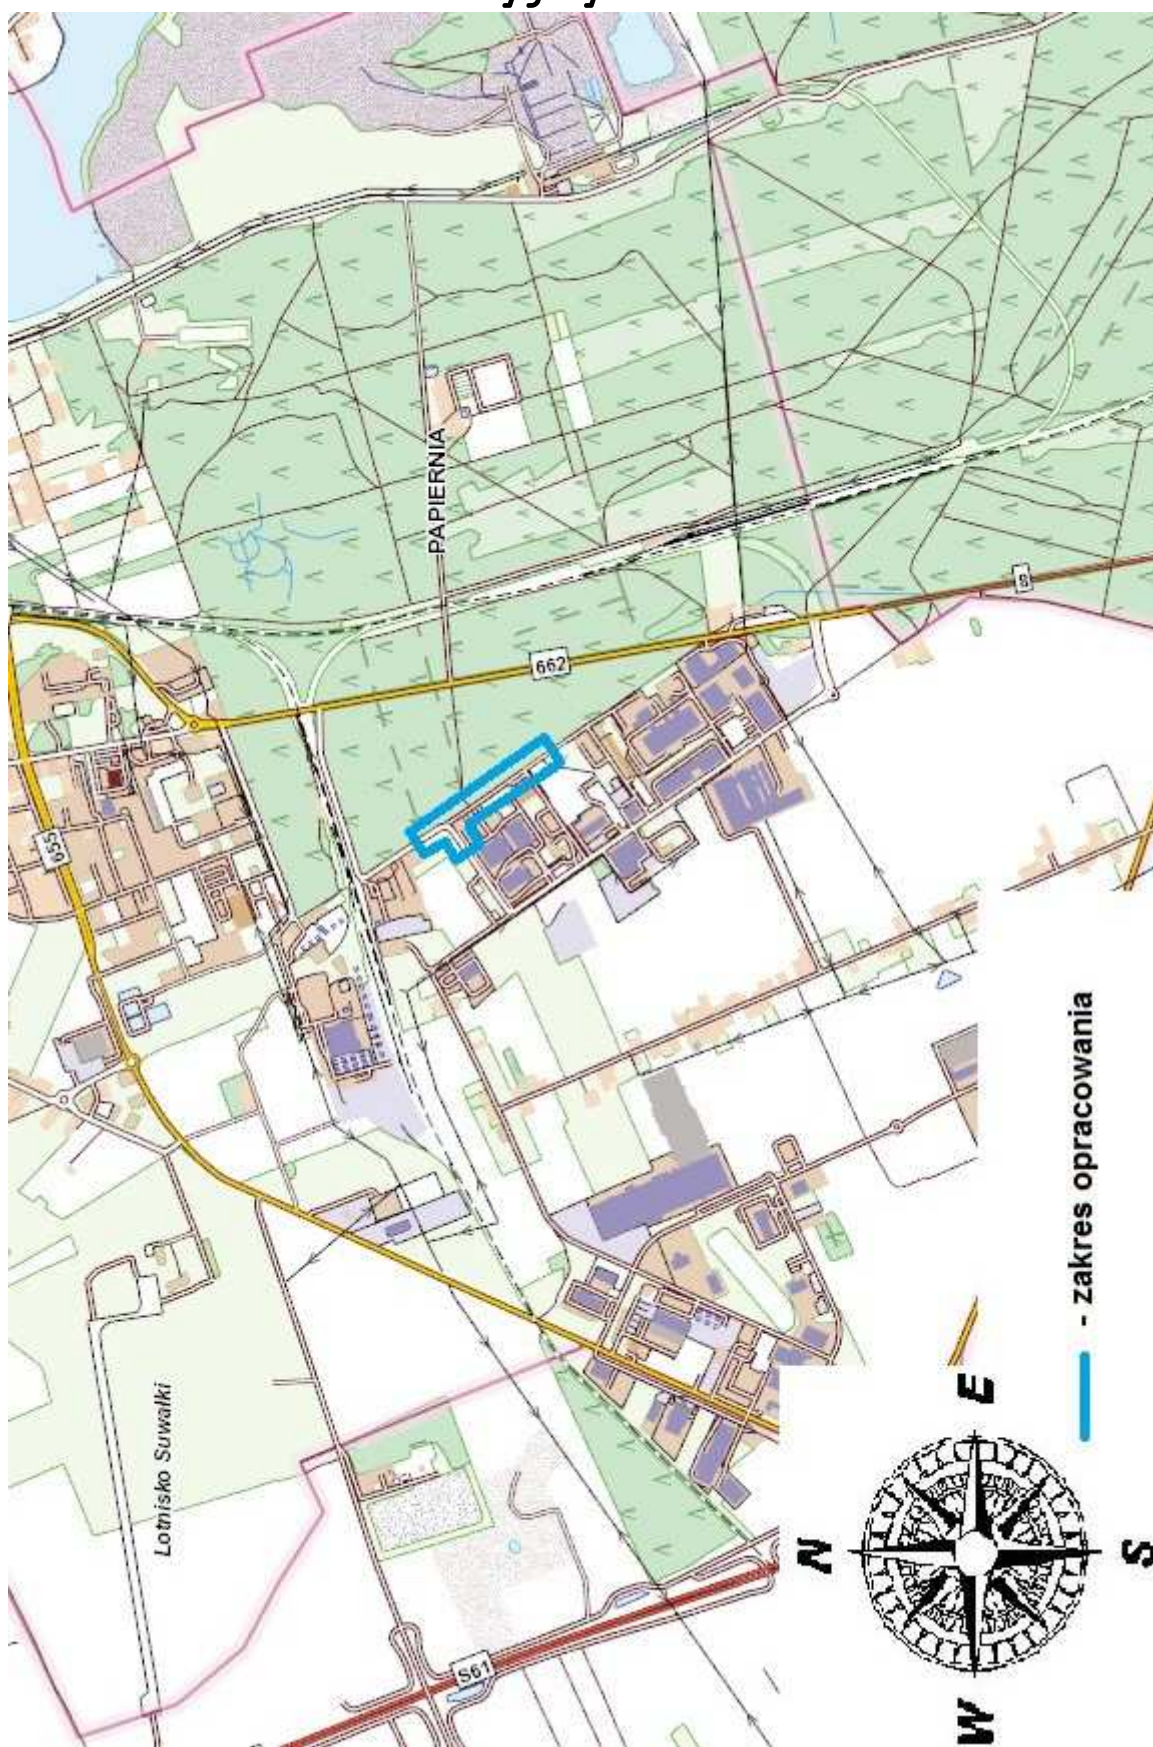 PAPIERNIA
662
655
8
Lotnisko Suwałki
S61
- zakres opracowania
N
E
S
W